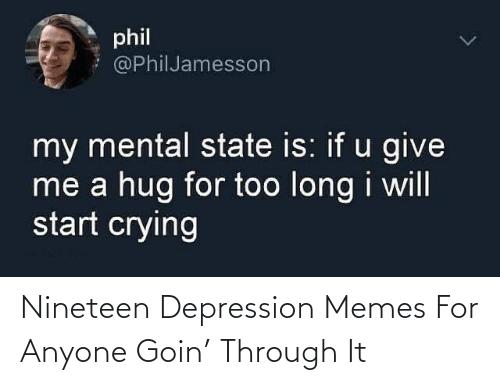 phil
@PhilJamesson
my mental state is: if u give
me a hug for too long i will
start crying
Nineteen Depression Memes For
Anyone Goin’ Through It